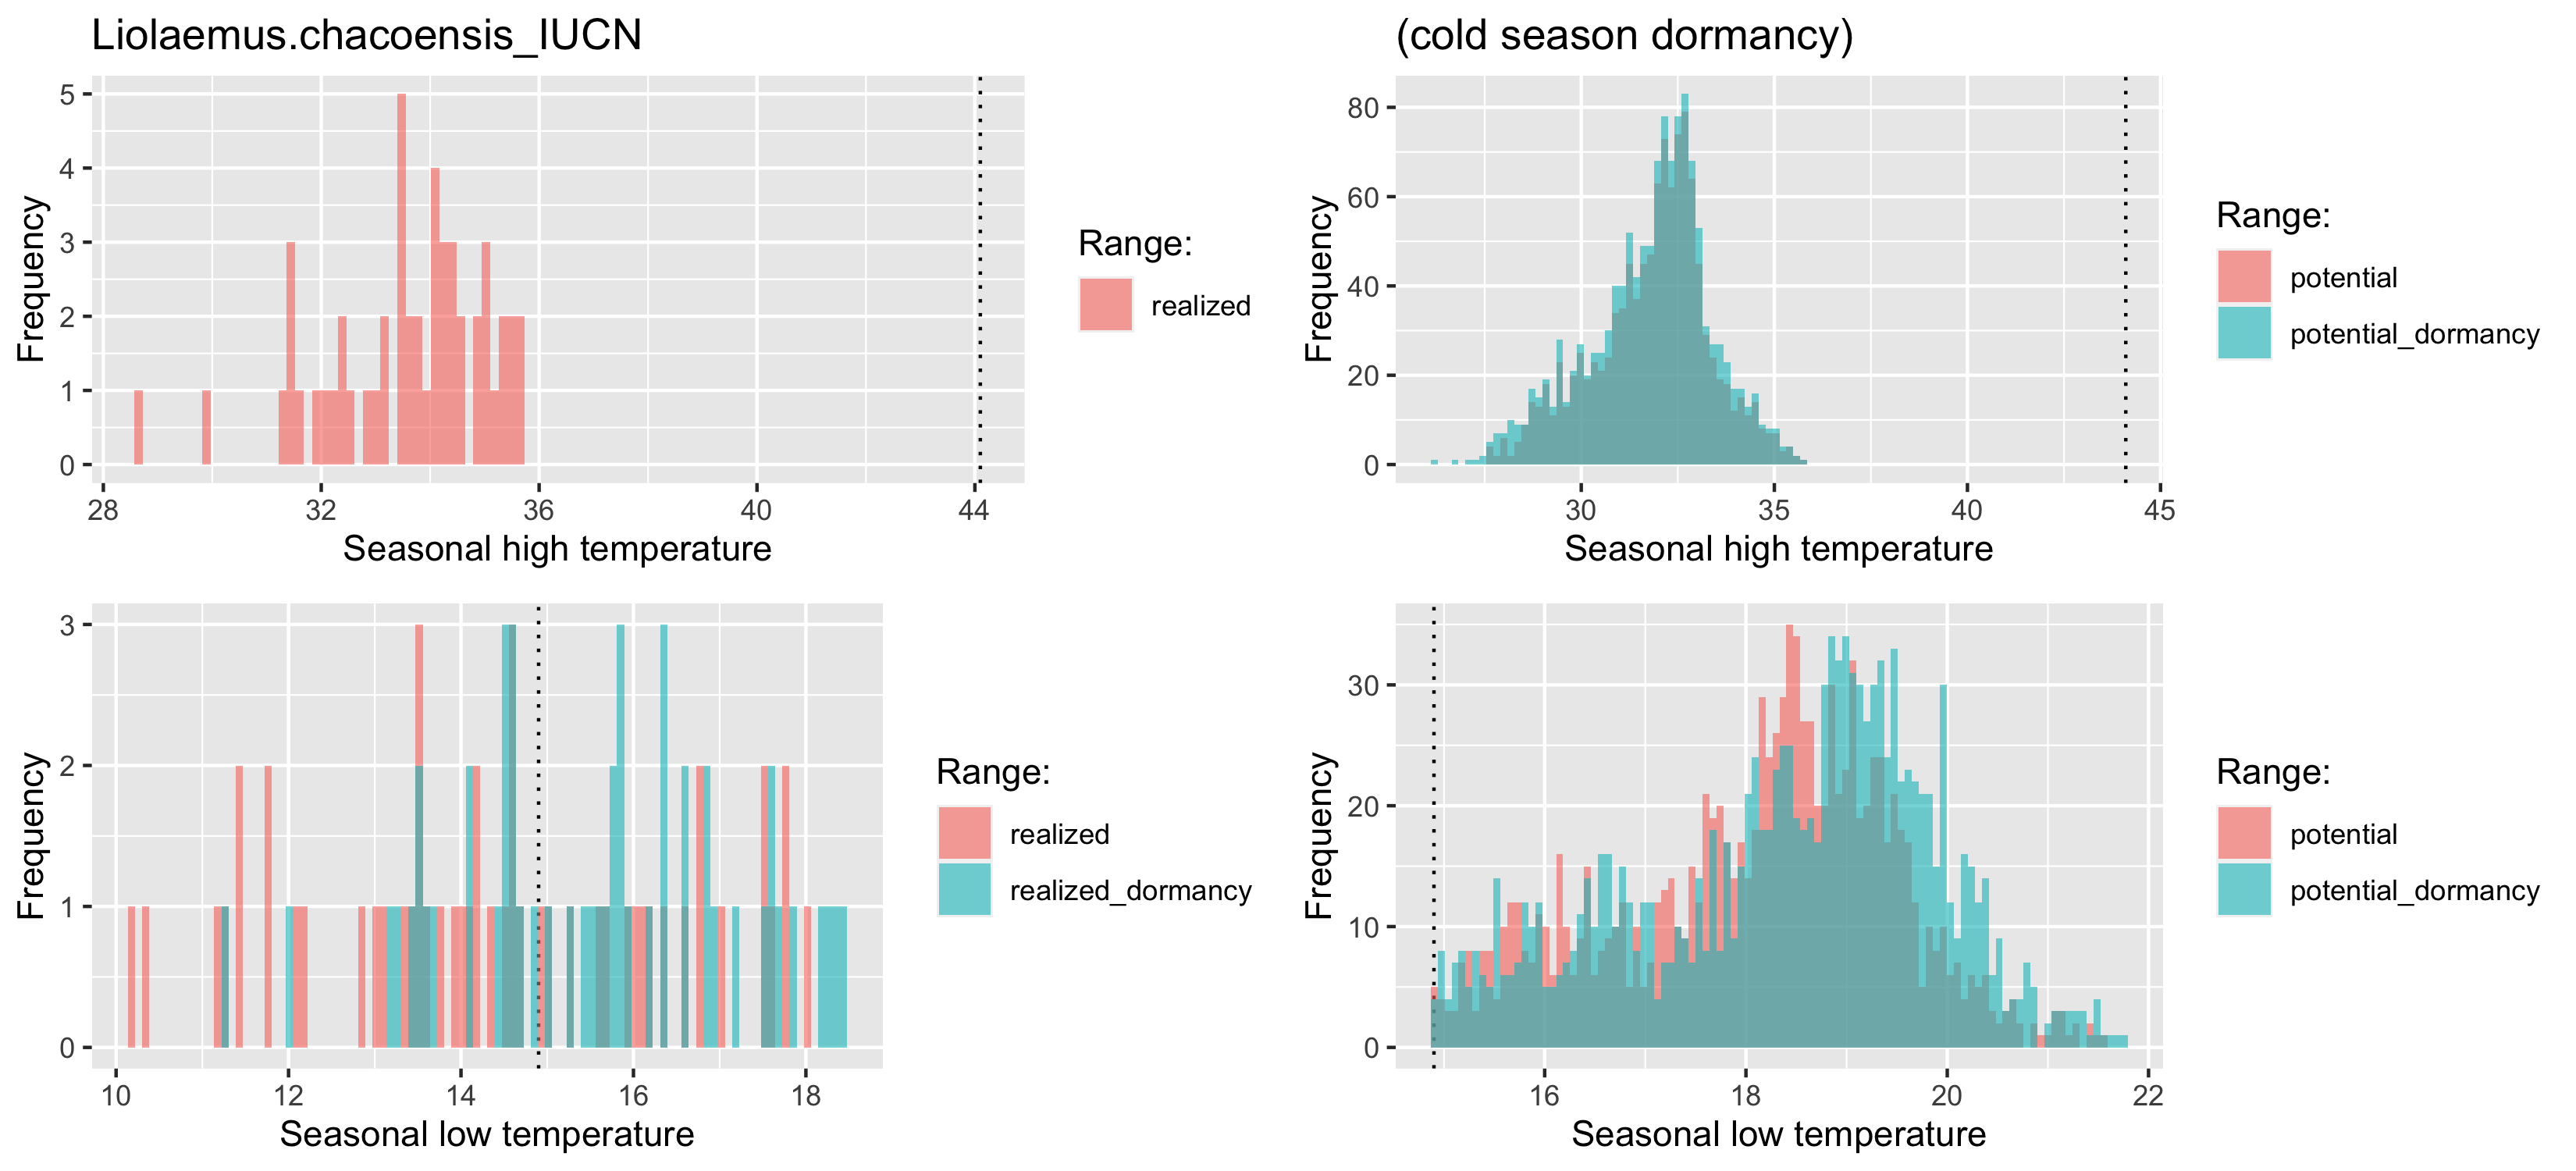 Liolaemus.chacoensis_IUCN
5
4
3
2
1
0
Frequency
28 32 36 40 44
Seasonal high temperature
Range:
realized
(cold season dormancy)
80
60
40
20
0
Frequency
30 35 40 45
Seasonal high temperature
Range:
potential
potential_dormancy
3
2
1
0
Frequency
10 12 14 16 18
Seasonal low temperature
Range:
realized
realized_dormancy
30
20
10
0
Frequency
16 18 20 22
Seasonal low temperature
Range:
potential
potential_dormancy